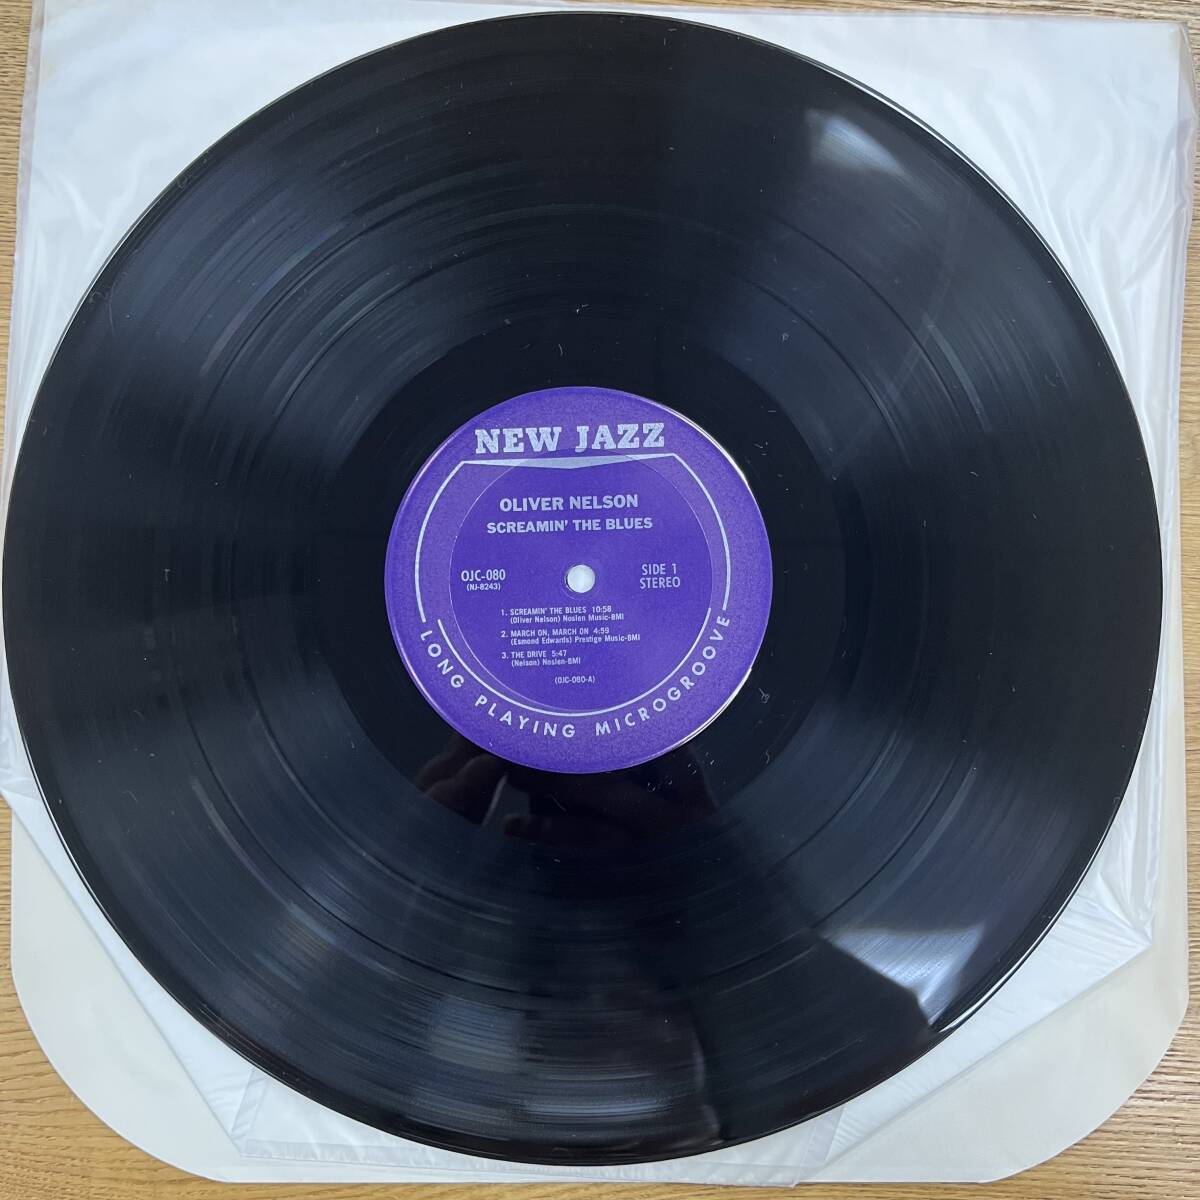 NEW JAZZ
OLIVER NELSON
SCREAMIN' THE BLUES
OJC-080
(NJ-8243)
SIDE 1
STEREO
1. SCREAMIN' THE BLUES 10:58
(Oliver Nelson) Noslen Music-BMI
2. MARCH ON, MARCH ON 4:59
(Esmond Edwards) Prestige Music-BMI
3. THE DRIVE 5:47
(Nelson) Noslen-BMI
(OJC-080-A)
LONG PLAYING MICROGROOVE